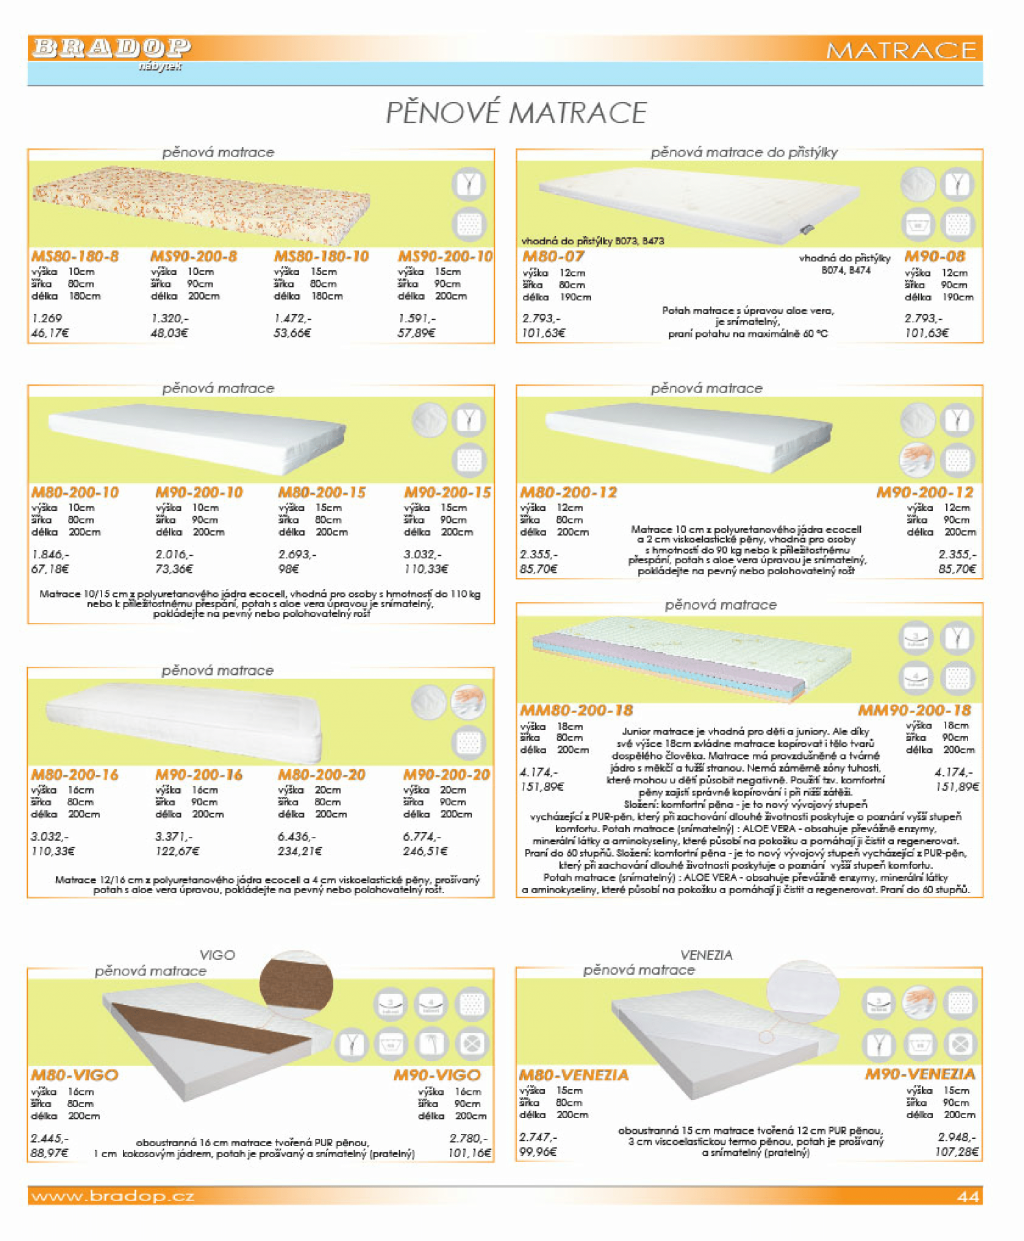 BRADOP
nábytek
MATRACE
PĚNOVÉ MATRACE
pěnová matrace
MS80-180-8 MS90-200-8 MS80-180-10 MS90-200-10
výška 10cm výška 10cm výška 15cm výška 15cm
šířka 80cm šířka 90cm šířka 80cm šířka 90cm
délka 180cm délka 200cm délka 180cm délka 200cm
1.269 1.320,- 1.472,- 1.591,-
46,17€ 48,03€ 53,66€ 57,89€
pěnová matrace do přistýlky
vhodná do přistýlky B073, B473
M80-07 vhodná do přistýlky M90-08
B074, B474
výška 12cm výška 12cm
šířka 80cm šířka 90cm
délka 190cm délka 190cm
Potah matrace s úpravou aloe vera,
je snímatelný,
praní potahu na maximálně 60 °C
2.793,- 2.793,-
101,63€ 101,63€
pěnová matrace
M80-200-10 M90-200-10 M80-200-15 M90-200-15
výška 10cm výška 10cm výška 15cm výška 15cm
šířka 80cm šířka 90cm šířka 80cm šířka 90cm
délka 200cm délka 200cm délka 200cm délka 200cm
1.846,- 2.016,- 2.693,- 3.032,-
67,18€ 73,36€ 98€ 110,33€
Matrace 10/15 cm z polyuretanového jádra ecocell, vhodná pro osoby s hmotností do 110 kg
nebo k příležitostnému přespání, potah s aloe vera úpravou je snímatelný,
pokládejte na pevný nebo polohovatelný rošt
pěnová matrace
M80-200-12 M90-200-12
výška 12cm výška 12cm
šířka 80cm šířka 90cm
délka 200cm délka 200cm
Matrace 10 cm z polyuretanového jádra ecocell
a 2 cm viskoelastické pěny, vhodná pro osoby
s hmotností do 90 kg nebo k příležitostnému
přespání, potah s aloe vera úpravou je snímatelný,
pokládejte na pevný nebo polohovatelný rošt
2.355,- 2.355,-
85,70€ 85,70€
pěnová matrace
M80-200-16 M90-200-16 M80-200-20 M90-200-20
výška 16cm výška 16cm výška 20cm výška 20cm
šířka 80cm šířka 90cm šířka 80cm šířka 90cm
délka 200cm délka 200cm délka 200cm délka 200cm
3.032,- 3.371,- 6.436,- 6.774,-
110,33€ 122,67€ 234,21€ 246,51€
Matrace 12/16 cm z polyuretanového jádra ecocell a 4 cm viskoelastické pěny, prošívaný
potah s aloe vera úpravou, pokládejte na pevný nebo polohovatelný rošt.
pěnová matrace
MM80-200-18 MM90-200-18
výška 18cm výška 18cm
šířka 80cm šířka 90cm
délka 200cm délka 200cm
4.174,- 4.174,-
151,89€ 151,89€
Junior matrace je vhodná pro děti a juniory. Ale díky
své výšce 18cm zvládne matrace kopírovat i tělo tvarů
dospělého člověka. Matrace má provzdušněné a tvárné
jádro s měkčí a tužší stranou. Nemá záměrně zóny tuhosti,
které mohou u dětí působit negativně. Použití tzv. komfortní
pěny zajstí správné kopírování i při nižší zátěži.
Složení: komfortní pěna - je to nový vývojový stupeň
vycházející z PUR-pěn, který při zachování dlouhé životnosti poskytuje o poznání vyšší stupeň
komfortu. Potah matrace (snímatelný) : ALOE VERA - obsahuje převážně enzymy,
minerální látky a aminokyseliny, které působí na pokožku a pomáhají ji čistit a regenerovat.
Praní do 60 stupňů. Složení: komfortní pěna - je to nový vývojový stupeň vycházející z PUR-pěn,
který při zachování dlouhé životnosti poskytuje o poznání vyšší stupeň komfortu.
Potah matrace (snímatelný) : ALOE VERA - obsahuje převážně enzymy, minerální látky
a aminokyseliny, které působí na pokožku a pomáhají ji čistit a regenerovat. Praní do 60 stupňů.
VIGO
pěnová matrace
M80-VIGO M90-VIGO
výška 16cm výška 16cm
šířka 80cm šířka 90cm
délka 200cm délka 200cm
2.445,- 2.780,-
88,97€ 101,16€
oboustranná 16 cm matrace tvořená PUR pěnou,
1 cm kokosovým jádrem, potah je prošívaný a snímatelný (pratelný)
VENEZIA
pěnová matrace
M80-VENEZIA M90-VENEZIA
výška 15cm výška 15cm
šířka 80cm šířka 90cm
délka 200cm délka 200cm
2.747,- 2.948,-
99,96€ 107,28€
oboustranná 15 cm matrace tvořená 12 cm PUR pěnou,
3 cm viscoelastickou termo pěnou, potah je prošívaný
a snímatelný (pratelný)
www.bradop.cz 44